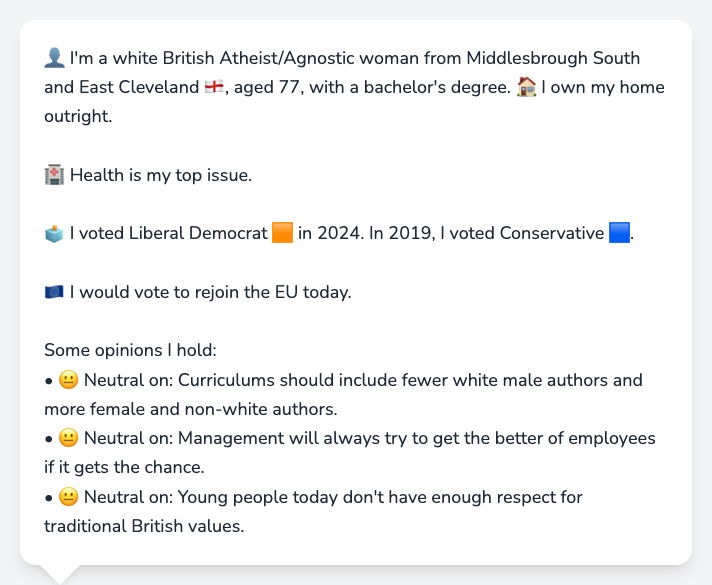 👤 I'm a white British Atheist/Agnostic woman from Middlesbrough South
and East Cleveland 🏴󠁧󠁢󠁥󠁮󠁧󠁿, aged 77, with a bachelor's degree. 🏠 I own my home
outright.
🏥 Health is my top issue.
🗳️ I voted Liberal Democrat 🟧 in 2024. In 2019, I voted Conservative 🟦.
🇪🇺 I would vote to rejoin the EU today.
Some opinions I hold:
• 😐 Neutral on: Curriculums should include fewer white male authors and
more female and non-white authors.
• 😐 Neutral on: Management will always try to get the better of employees
if it gets the chance.
• 😐 Neutral on: Young people today don't have enough respect for
traditional British values.